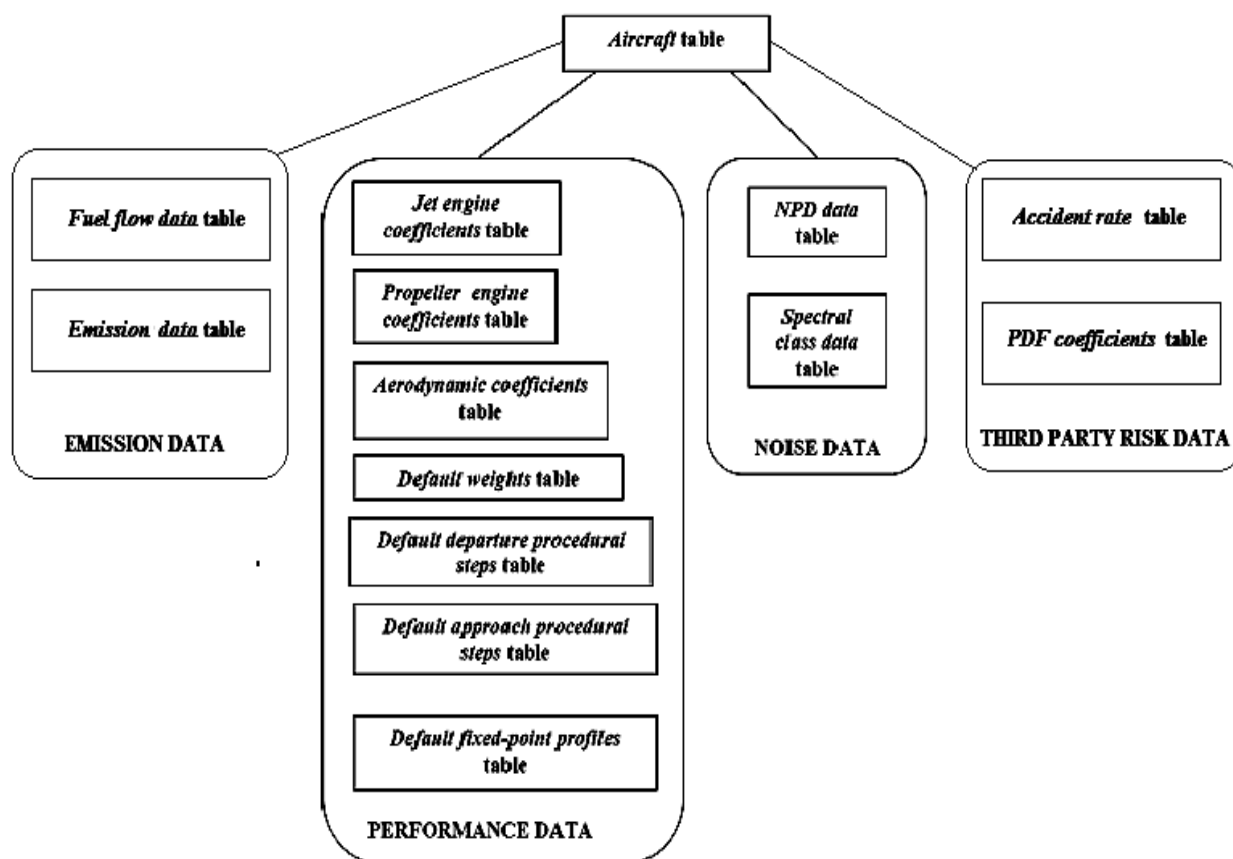 Aircraft table
Fuel flow data table
Emission data table
EMISSION DATA
Jet engine
coefficients table
Propeller engine
coefficients table
Aerodynamic coefficients
table
Default weights table
Default departure procedural
steps table
Default approach procedural
steps table
Default fixed-point profiles
table
PERFORMANCE DATA
NPD data
table
Spectral
class data
table
NOISE DATA
Accident rate table
PDF coefficients table
THIRD PARTY RISK DATA